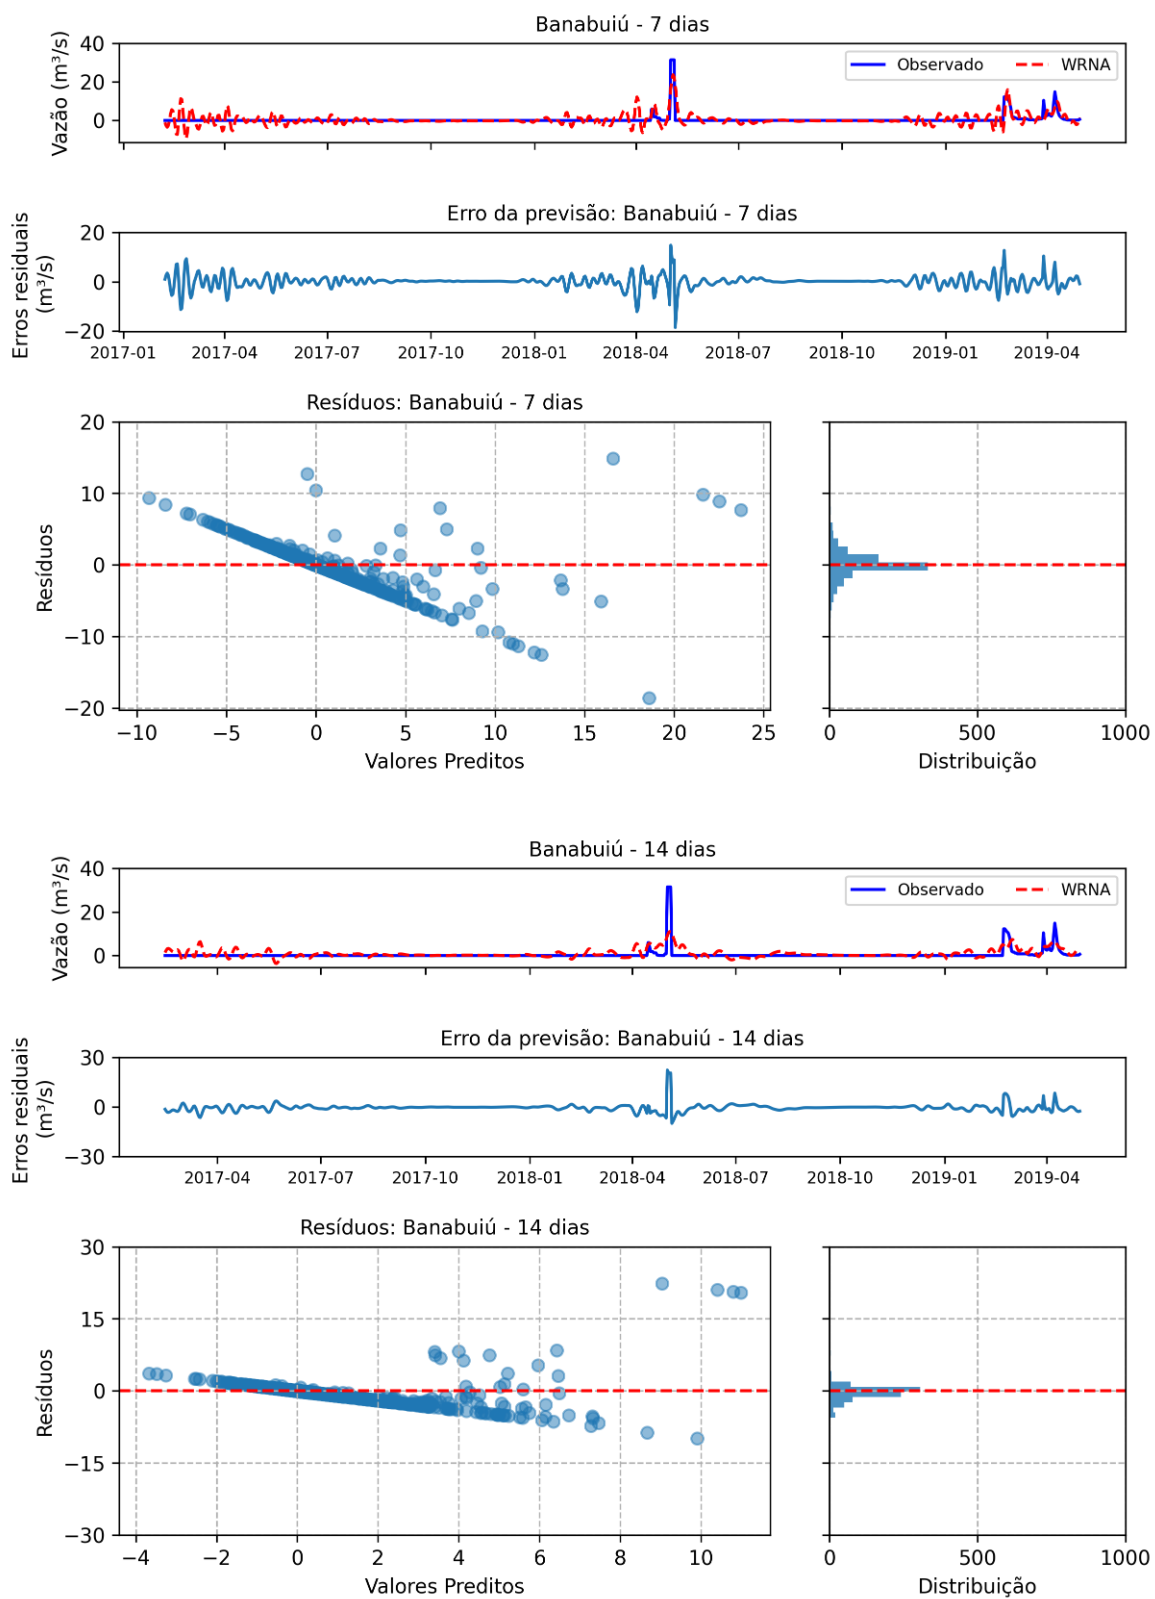 Banabuiú - 7 dias
Vazão (m³/s)
40
20
0
Observado
WRNA
Erro da previsão: Banabuiú - 7 dias
Erros residuais
(m³/s)
20
0
−20
2017-01 2017-04 2017-07 2017-10 2018-01 2018-04 2018-07 2018-10 2019-01 2019-04
Resíduos: Banabuiú - 7 dias
Resíduos
20
10
0
−10
−20
−10 −5 0 5 10 15 20 25
Valores Preditos
0 500 1000
Distribuição
Banabuiú - 14 dias
Vazão (m³/s)
40
20
0
Observado
WRNA
Erro da previsão: Banabuiú - 14 dias
Erros residuais
(m³/s)
30
0
−30
2017-04 2017-07 2017-10 2018-01 2018-04 2018-07 2018-10 2019-01 2019-04
Resíduos: Banabuiú - 14 dias
Resíduos
30
15
0
−15
−30
−4 −2 0 2 4 6 8 10
Valores Preditos
0 500 1000
Distribuição